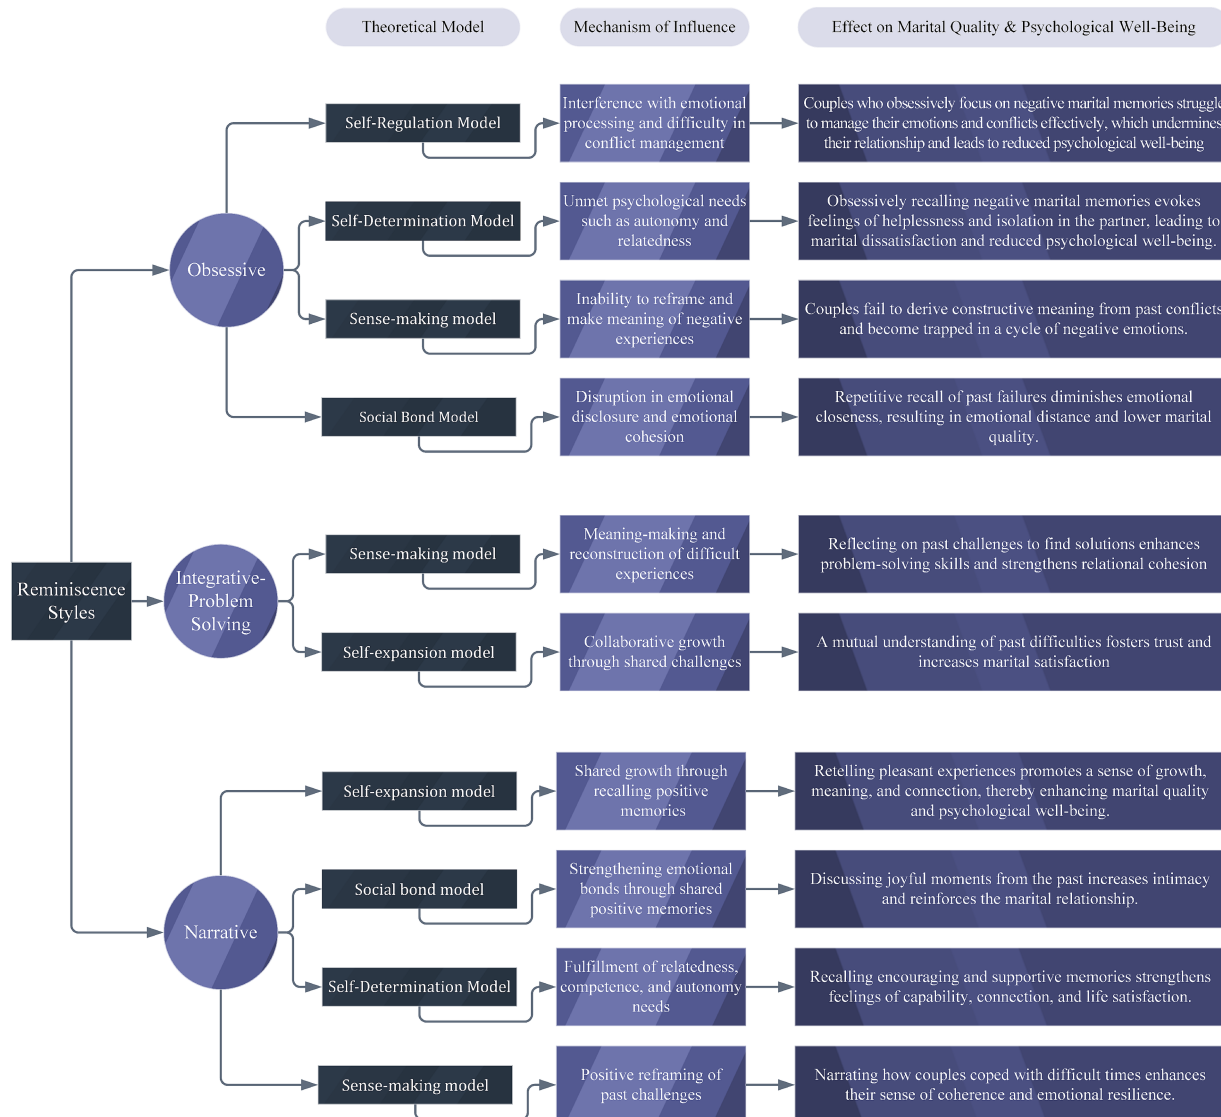 Theoretical Model
Mechanism of Influence
Effect on Marital Quality & Psychological Well-Being
Reminiscence
Styles
Obsessive
Self-Regulation Model
Interference with emotional
processing and difficulty in
conflict management
Couples who obsessively focus on negative marital memories struggle
to manage their emotions and conflicts effectively, which undermines
their relationship and leads to reduced psychological well-being
Self-Determination Model
Unmet psychological needs
such as autonomy and
relatedness
Obsessively recalling negative marital memories evokes
feelings of helplessness and isolation in the partner, leading to
marital dissatisfaction and reduced psychological well-being.
Sense-making model
Inability to reframe and
make meaning of negative
experiences
Couples fail to derive constructive meaning from past conflicts
and become trapped in a cycle of negative emotions.
Social Bond Model
Disruption in emotional
disclosure and emotional
cohesion
Repetitive recall of past failures diminishes emotional
closeness, resulting in emotional distance and lower marital
quality.
Integrative-
Problem
Solving
Sense-making model
Meaning-making and
reconstruction of difficult
experiences
Reflecting on past challenges to find solutions enhances
problem-solving skills and strengthens relational cohesion
Self-expansion model
Collaborative growth
through shared challenges
A mutual understanding of past difficulties fosters trust and
increases marital satisfaction
Narrative
Self-expansion model
Shared growth through
recalling positive
memories
Retelling pleasant experiences promotes a sense of growth,
meaning, and connection, thereby enhancing marital quality
and psychological well-being.
Social bond model
Strengthening emotional
bonds through shared
positive memories
Discussing joyful moments from the past increases intimacy
and reinforces the marital relationship.
Self-Determination Model
Fulfillment of relatedness,
competence, and autonomy
needs
Recalling encouraging and supportive memories strengthens
feelings of capability, connection, and life satisfaction.
Sense-making model
Positive reframing of
past challenges
Narrating how couples coped with difficult times enhances
their sense of coherence and emotional resilience.